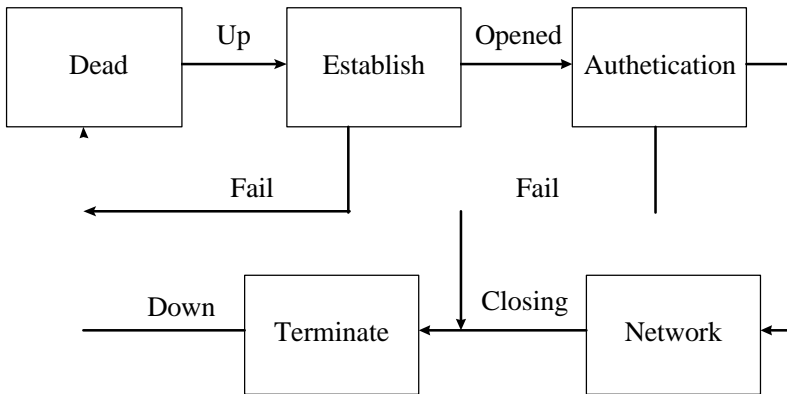 Up
Opened
Dead
Establish
Authetication
Fail
Fail
Down
Closing
Terminate
Network